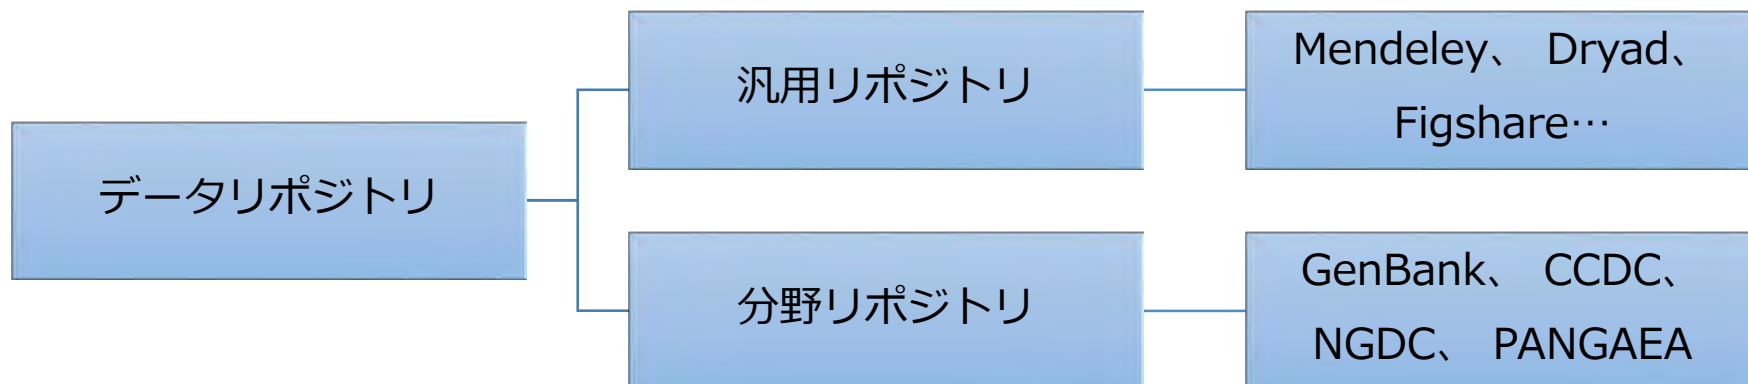 データリポジトリ
汎用リポジトリ
Mendeley、 Dryad、
Figshare…
分野リポジトリ
GenBank、 CCDC、
NGDC、 PANGAEA